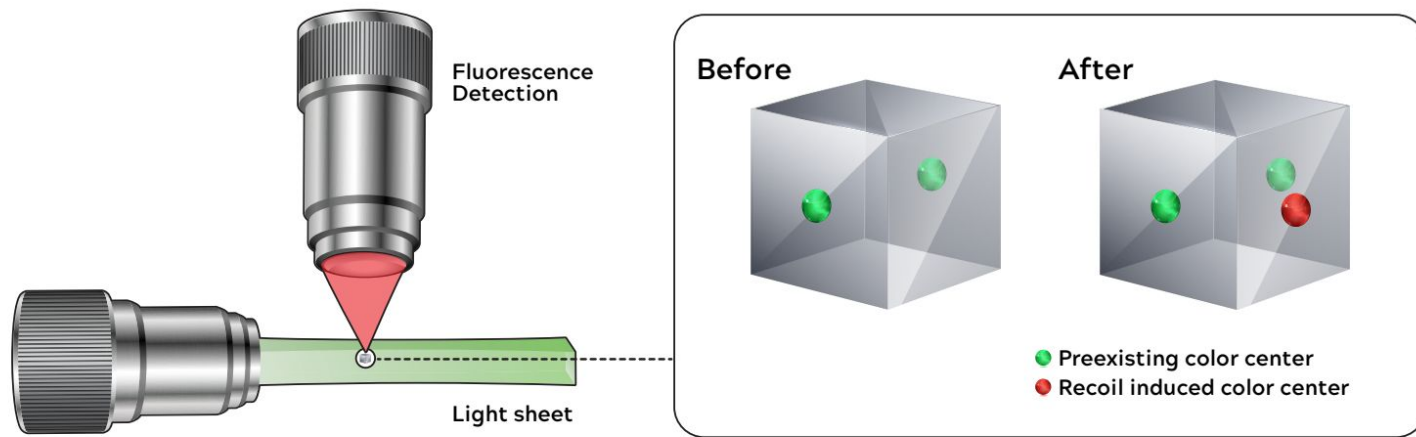 Fluorescence
Detection
Light sheet
Before
After
Preexisting color center
Recoil induced color center